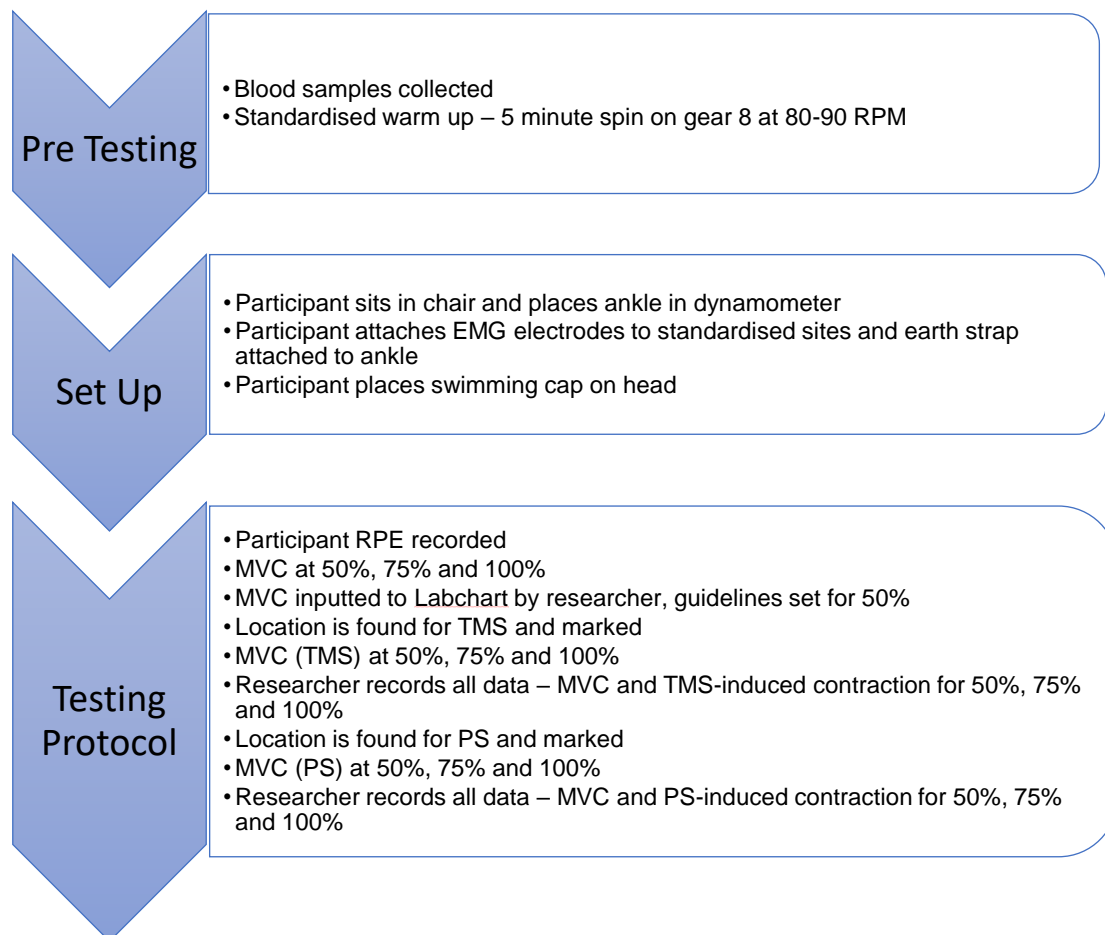 Pre Testing
•Blood samples collected
•Standardised warm up – 5 minute spin on gear 8 at 80-90 RPM
Set Up
•Participant sits in chair and places ankle in dynamometer
•Participant attaches EMG electrodes to standardised sites and earth strap
attached to ankle
•Participant places swimming cap on head
Testing
Protocol
•Participant RPE recorded
•MVC at 50%, 75% and 100%
•MVC inputted to Labchart by researcher, guidelines set for 50%
•Location is found for TMS and marked
•MVC (TMS) at 50%, 75% and 100%
•Researcher records all data – MVC and TMS-induced contraction for 50%, 75%
and 100%
•Location is found for PS and marked
•MVC (PS) at 50%, 75% and 100%
•Researcher records all data – MVC and PS-induced contraction for 50%, 75%
and 100%